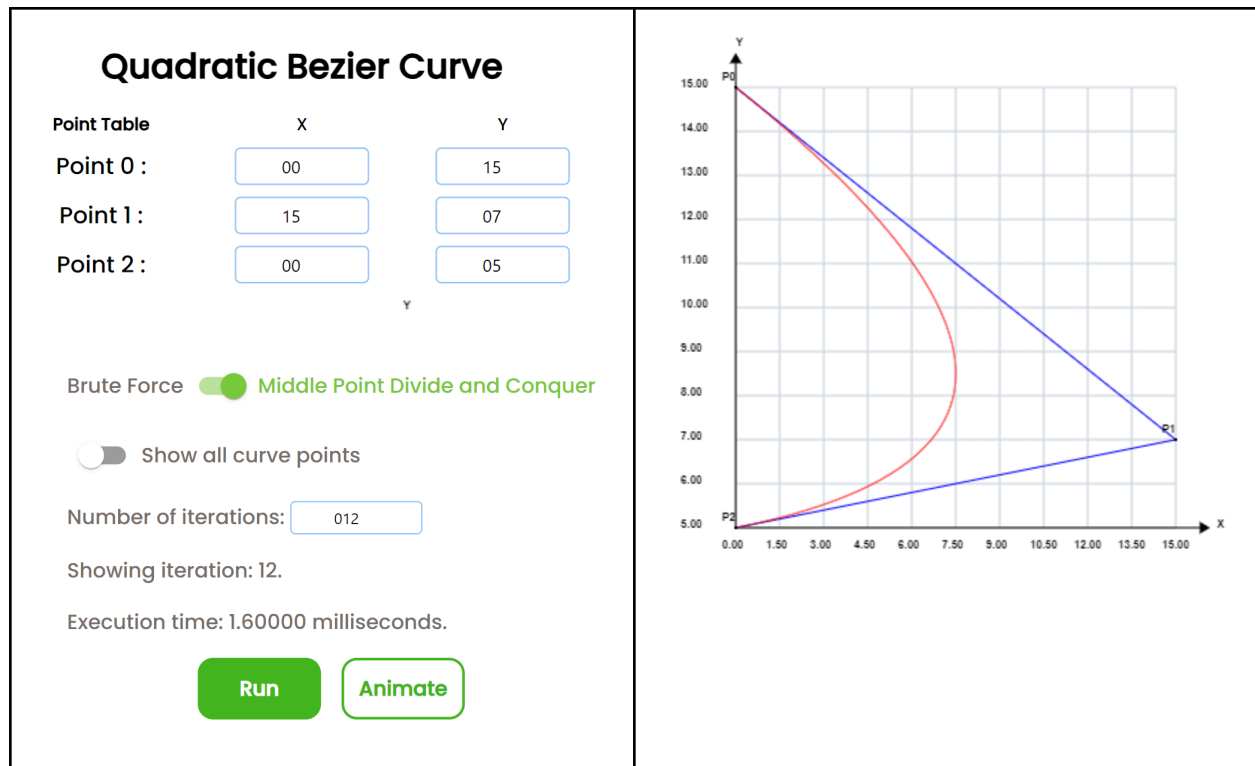 Quadratic Bezier Curve
Point Table X Y
Point 0 : 00 15
Point 1 : 15 07
Point 2 : 00 05
Y
Brute Force Middle Point Divide and Conquer
Show all curve points
Number of iterations: 012
Showing iteration: 12.
Execution time: 1.60000 milliseconds.
Run Animate
Y
P0
15.00
14.00
13.00
12.00
11.00
10.00
9.00
8.00
7.00 P1
6.00
P2
5.00 X
0.00 1.50 3.00 4.50 6.00 7.50 9.00 10.50 12.00 13.50 15.00